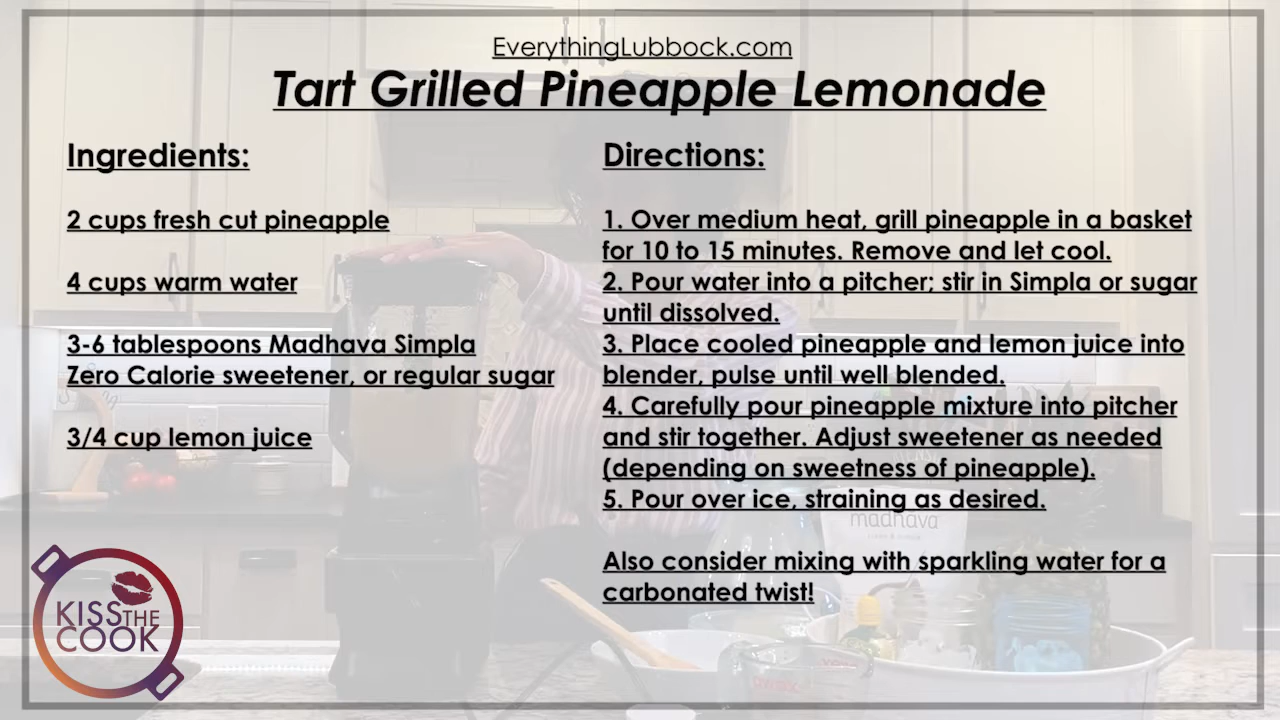 EverythingLubbock.com
Tart Grilled Pineapple Lemonade
Ingredients:
2 cups fresh cut pineapple
4 cups warm water
3-6 tablespoons Madhava Simpla
Zero Calorie sweetener, or regular sugar
3/4 cup lemon juice
Directions:
1. Over medium heat, grill pineapple in a basket
for 10 to 15 minutes. Remove and let cool.
2. Pour water into a pitcher; stir in Simpla or sugar
until dissolved.
3. Place cooled pineapple and lemon juice into
blender, pulse until well blended.
4. Carefully pour pineapple mixture into pitcher
and stir together. Adjust sweetener as needed
(depending on sweetness of pineapple).
5. Pour over ice, straining as desired.
Also consider mixing with sparkling water for a
carbonated twist!
madhava
KISS THE
COOK